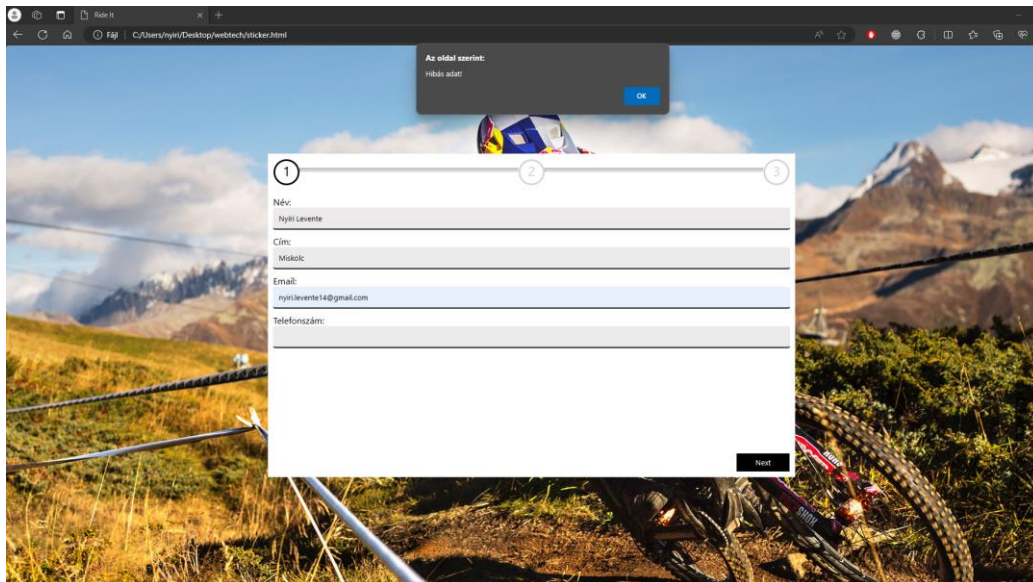 Ride It
Fájl
C:/Users/nyiri/Desktop/webtech/sticker.html
Az oldal szerint:
Hibás adat!
OK
1
2
3
Név:
Nyíri Levente
Cím:
Miskolc
Email:
nyiri.levente14@gmail.com
Telefonszám:
Next